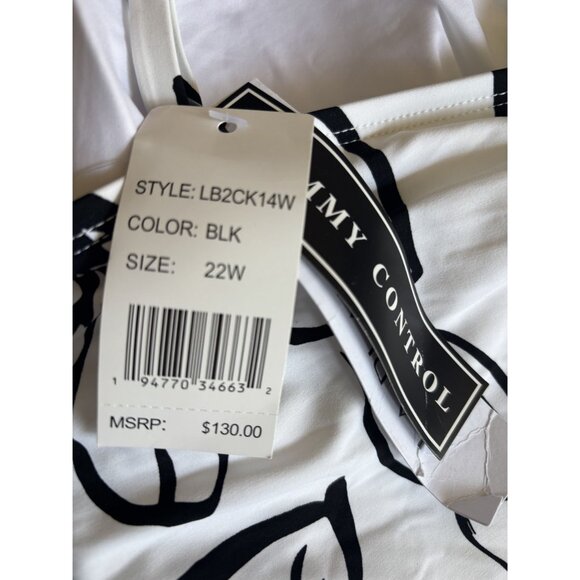 STYLE: LB2CK14W
COLOR: BLK
SIZE: 22W
1 94770 34663 2
MSRP: $130.00
MMY CONTROL